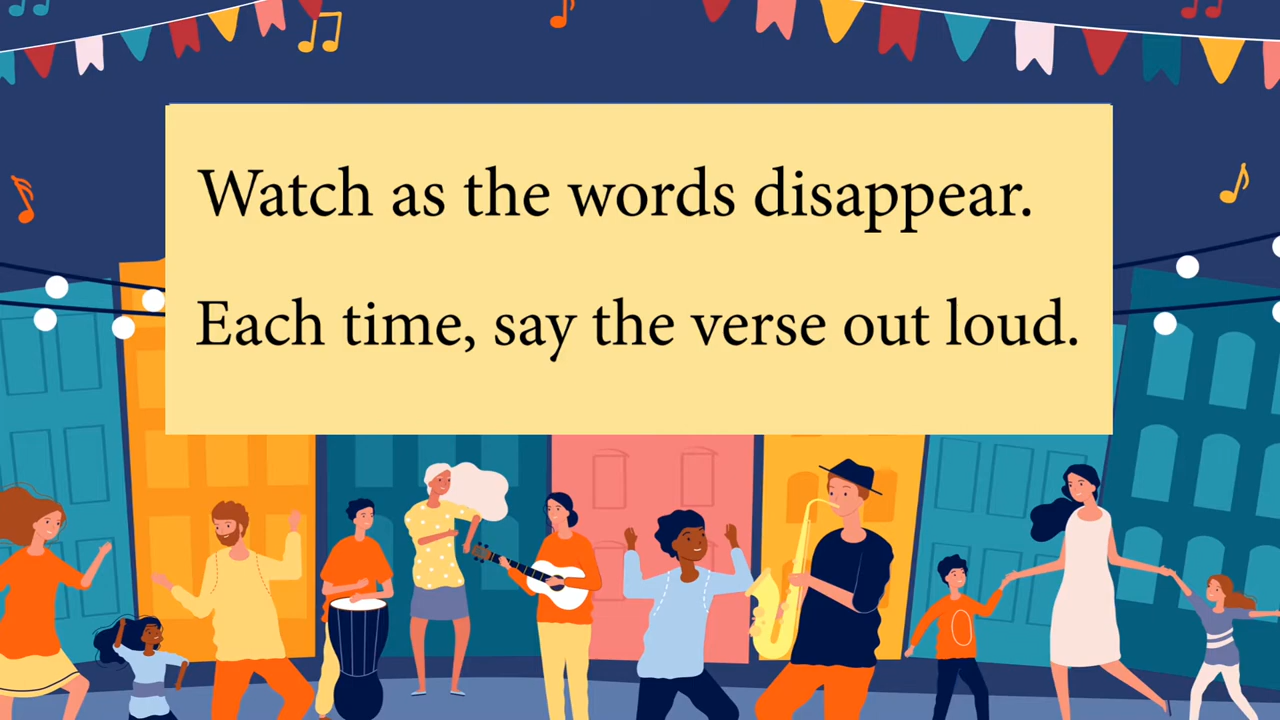 Watch as the words disappear.
Each time, say the verse out loud.